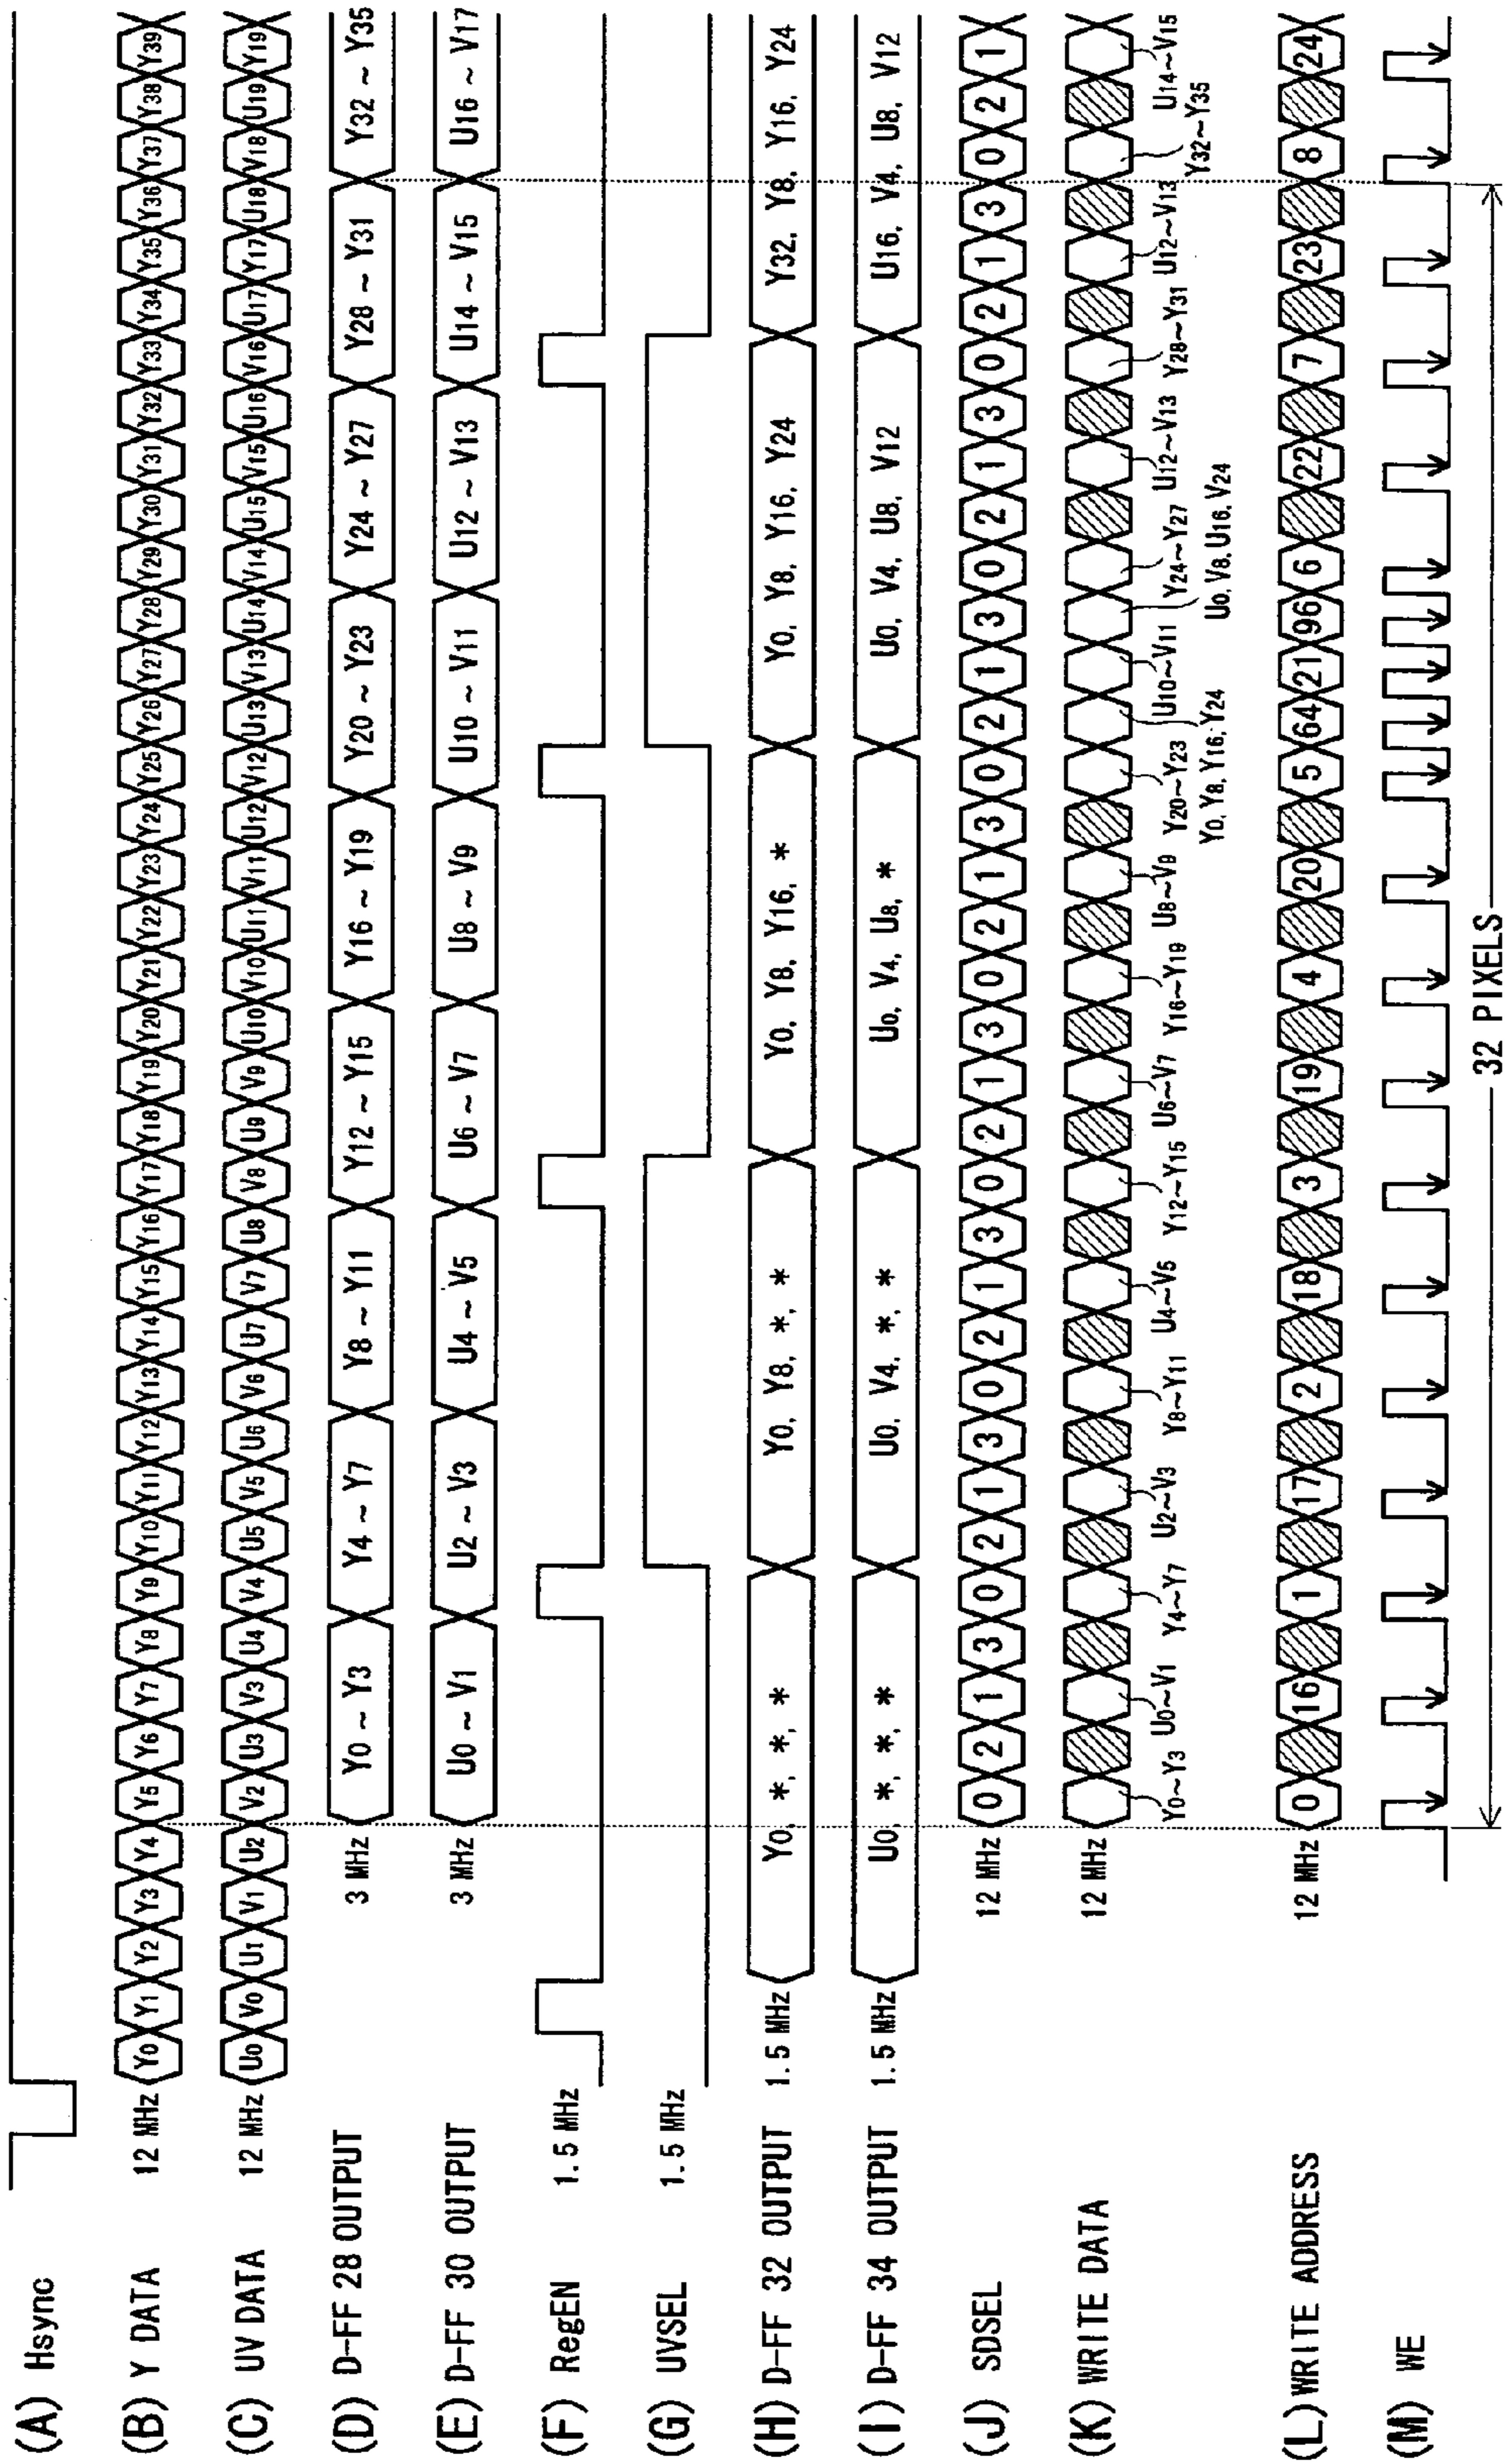 (A) Hsync
(B) Y DATA 12 MHz Y0 Y1 Y2 Y3 Y4 Y5 Y6 Y7 Y8 Y9 Y10 Y11 Y12 Y13 Y14 Y15 Y16 Y17 Y18 Y19 Y20 Y21 Y22 Y23 Y24 Y25 Y26 Y27 Y28 Y29 Y30 Y31 Y32 Y33 Y34 Y35 Y36 Y37 Y38 Y39
(C) UV DATA 12 MHz U0 V0 U1 V1 U2 V2 U3 V3 U4 V4 U5 V5 U6 V6 U7 V7 U8 V8 U9 V9 U10 V10 U11 V11 U12 V12 U13 V13 U14 V14 U15 V15 U16 V16 U17 Y17 U18 V18 U19 Y19
(D) D-FF 28 OUTPUT 3 MHz Y0 ~ Y3 Y4 ~ Y7 Y8 ~ Y11 Y12 ~ Y15 Y16 ~ Y19 Y20 ~ Y23 Y24 ~ Y27 Y28 ~ Y31 Y32 ~ Y35
(E) D-FF 30 OUTPUT 3 MHz U0 ~ V1 U2 ~ V3 U4 ~ V5 U6 ~ V7 U8 ~ V9 U10 ~ V11 U12 ~ V13 U14 ~ V15 U16 ~ V17
(F) RegEN 1.5 MHz
(G) UVSEL 1.5 MHz
(H) D-FF 32 OUTPUT 1.5 MHz Y0, *, *, * Y0, Y8, *, * Y0, Y8, Y16, * Y0, Y8, Y16, Y24 Y32, Y8, Y16, Y24
(I) D-FF 34 OUTPUT 1.5 MHz U0, *, *, * U0, V4, *, * U0, V4, U8, * U0, V4, U8, V12 U16, V4, U8, V12
(J) SDSEL 12 MHz 0 2 1 3 0 2 1 3 0 2 1 3 0 2 1 3 0 2 1 3 0 2 1 3 0 2 1 3 0 2 1 3 0 2 1
(K) WRITE DATA 12 MHz
Y0~Y3 U0~V1 Y4~Y7 U2~V3 Y8~Y11 U4~V5 Y12~Y15 U6~V7 Y16~Y19 U8~V9 Y20~Y23 U10~V11 Y24~Y27 U12~V13 Y28~Y31 U12~V13 Y32~Y35 U14~V15
Y0, Y8, Y16, Y24 U0, V8, U16, V24
(L) WRITE ADDRESS 12 MHz 0 16 1 17 2 18 3 19 4 20 5 64 21 96 6 22 7 23 8 24
(M) WE
32 PIXELS